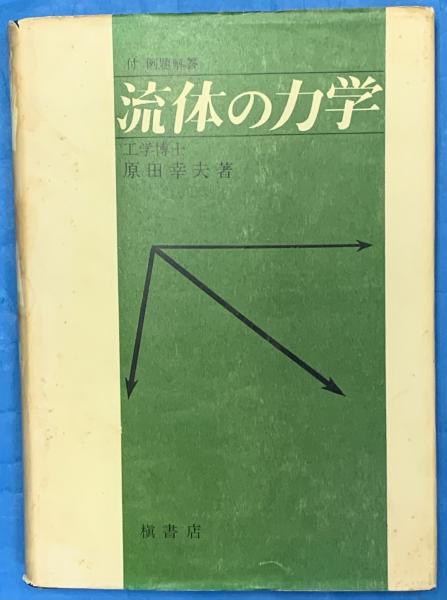 付 例題解答
流体の力学
工学博士
原田幸夫著
槇書店